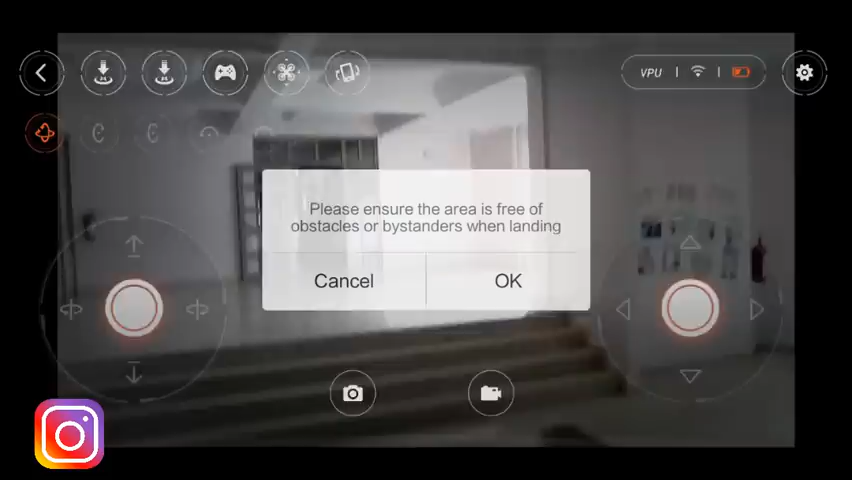 VPU
Please ensure the area is free of
obstacles or bystanders when landing
Cancel
OK